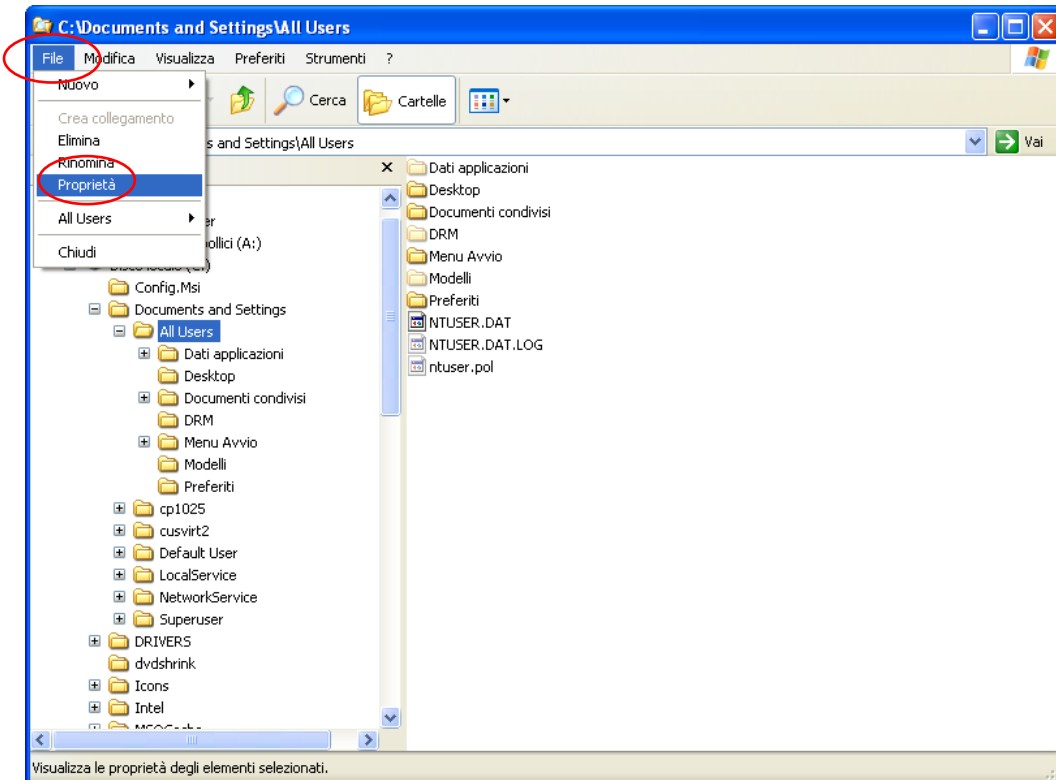 C:\Documents and Settings\All Users
File Modifica Visualizza Preferiti Strumenti ?
Nuovo
Crea collegamento
Elimina
Rinomina
Proprietà
All Users
Chiudi
Cerca
Cartelle
s and Settings\All Users
Vai
er
ollici (A:)
Disco locale (C:)
Config.Msi
Documents and Settings
All Users
Dati applicazioni
Desktop
Documenti condivisi
DRM
Menu Avvio
Modelli
Preferiti
cp1025
cusvirt2
Default User
LocalService
NetworkService
Superuser
DRIVERS
dvdshrink
Icons
Intel
Dati applicazioni
Desktop
Documenti condivisi
DRM
Menu Avvio
Modelli
Preferiti
NTUSER.DAT
NTUSER.DAT.LOG
ntuser.pol
Visualizza le proprietà degli elementi selezionati.